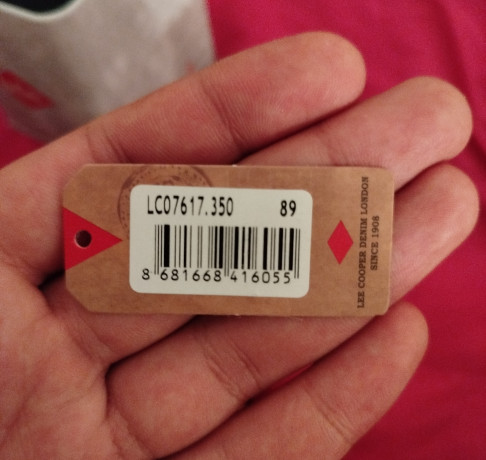 LC07617.350 89
8 681668 416055
LEE COOPER DENIM LONDON
SINCE 1908